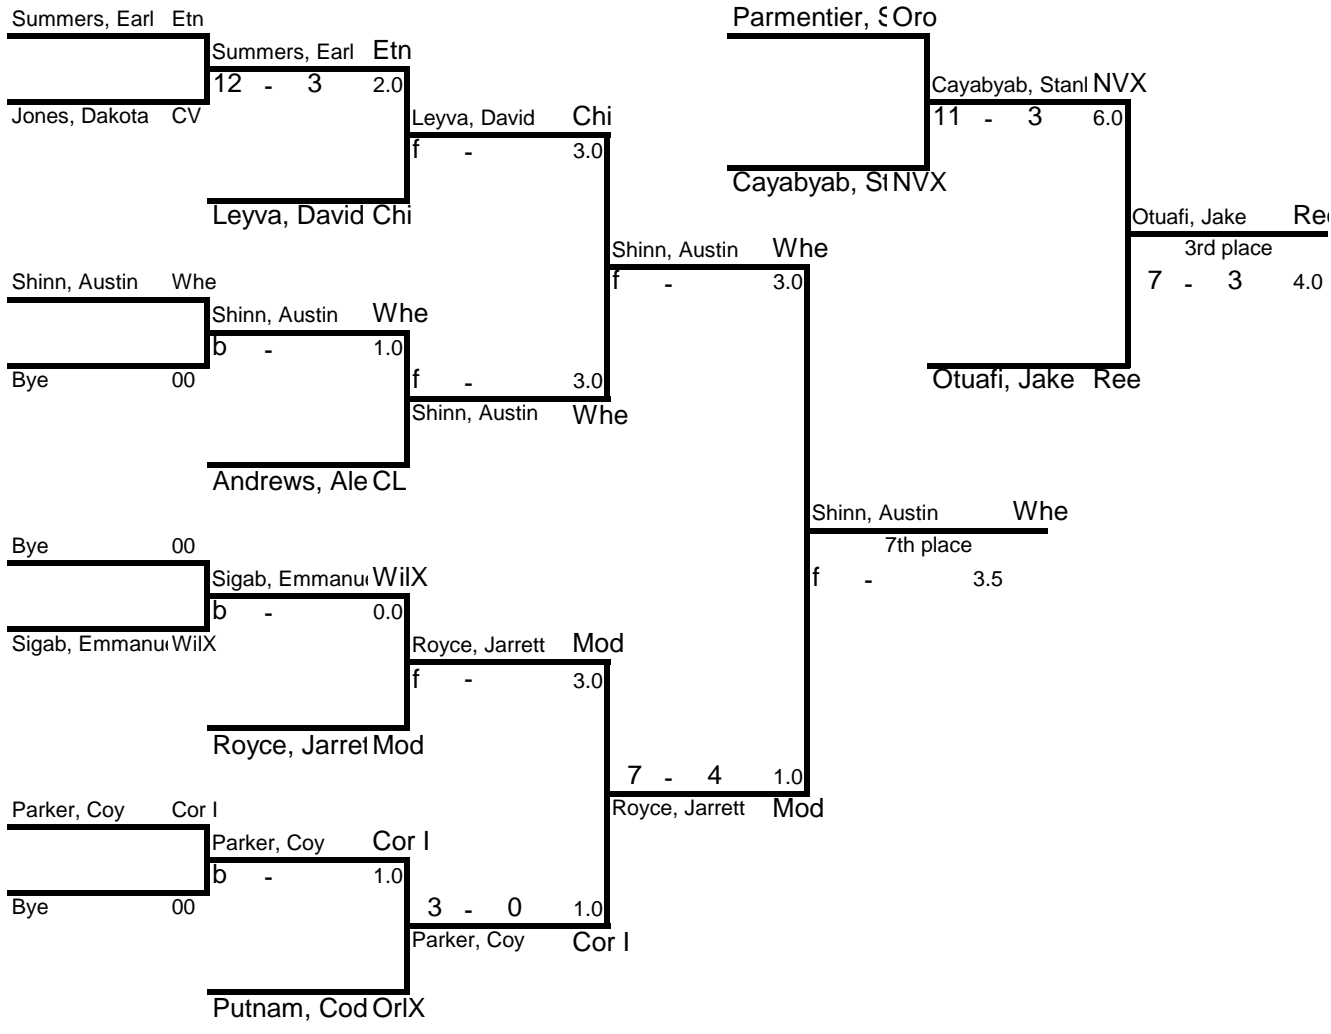 Summers, Earl Etn
Parmentier, S Oro
Summers, Earl Etn
12 - 3 2.0
Cayabyab, Stanl NVX
Jones, Dakota CV
Leyva, David Chi
11 - 3 6.0
f - 3.0
Cayabyab, St NVX
Leyva, David Chi
Otuafi, Jake Ree
Shinn, Austin Whe
3rd place
Shinn, Austin Whe
f - 3.0
7 - 3 4.0
Shinn, Austin Whe
b - 1.0
Bye 00
f - 3.0
Otuafi, Jake Ree
Shinn, Austin Whe
Andrews, Ale CL
Shinn, Austin Whe
Bye 00
7th place
Sigab, Emmanu WilX
f - 3.5
b - 0.0
Sigab, Emmanu WilX
Royce, Jarrett Mod
f - 3.0
Royce, Jarret Mod
7 - 4 1.0
Parker, Coy Cor I
Royce, Jarrett Mod
Parker, Coy Cor I
b - 1.0
Bye 00
3 - 0 1.0
Parker, Coy Cor I
Putnam, Cod OrlX